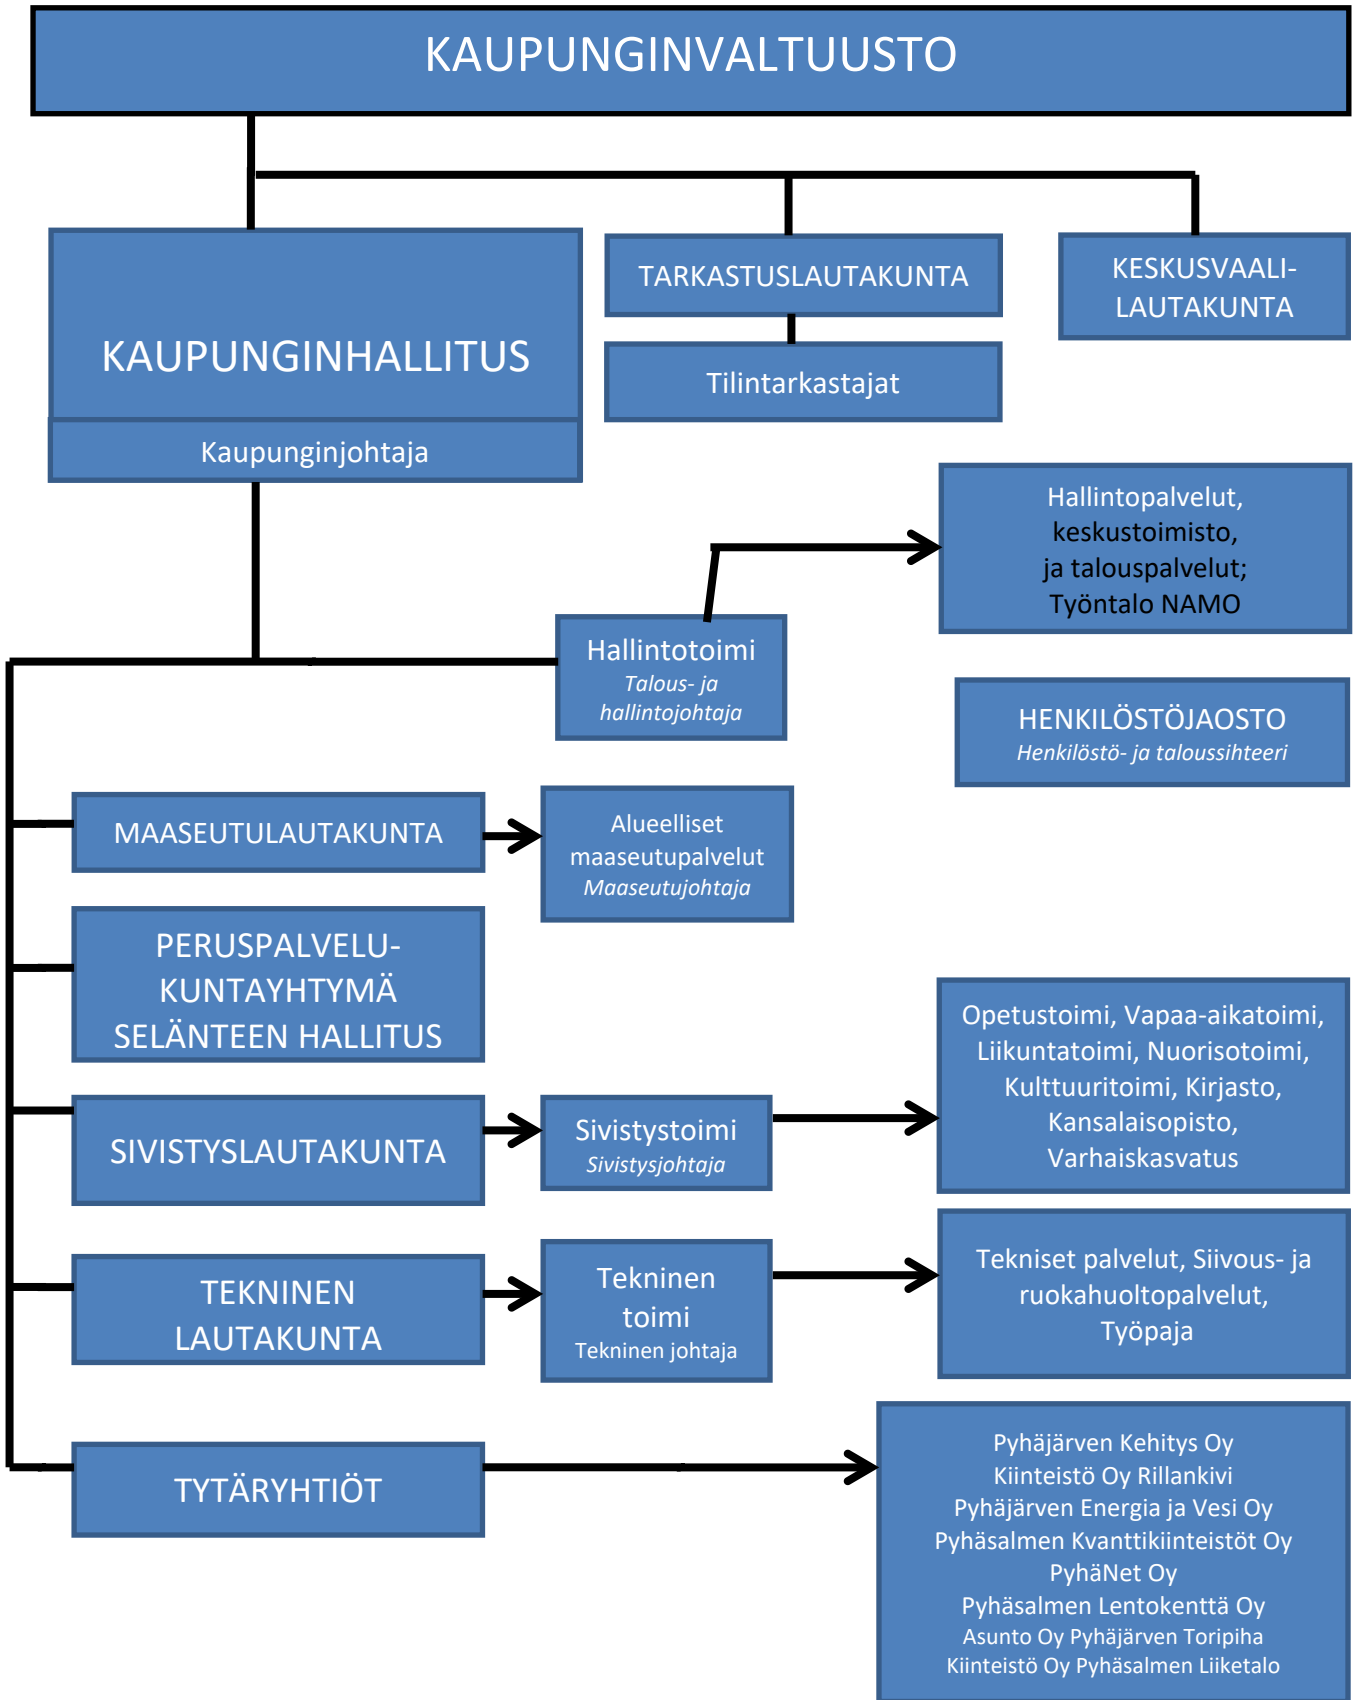 KAUPUNGINVALTUUSTO
KAUPUNGINHALLITUS
Kaupunginjohtaja
TARKASTUSLAUTAKUNTA
Tilintarkastajat
KESKUSVAALI-
LAUTAKUNTA
Hallintopalvelut,
keskustoimisto,
ja talouspalvelut;
Työntalo NAMO
Hallintotoimi
Talous- ja
hallintojohtaja
HENKILÖSTÖJAOSTO
Henkilöstö- ja taloussihteeri
MAASEUTULAUTAKUNTA
Alueelliset
maaseutupalvelut
Maaseutujohtaja
PERUSPALVELU-
KUNTAYHTYMÄ
SELÄNTEEN HALLITUS
SIVISTYSLAUTAKUNTA
Sivistystoimi
Sivistysjohtaja
Opetustoimi, Vapaa-aikatoimi,
Liikuntatoimi, Nuorisotoimi,
Kulttuuritoimi, Kirjasto,
Kansalaisopisto,
Varhaiskasvatus
TEKNINEN
LAUTAKUNTA
Tekninen
toimi
Tekninen johtaja
Tekniset palvelut, Siivous- ja
ruokahuoltopalvelut,
Työpaja
TYTÄRYHTIÖT
Pyhäjärven Kehitys Oy
Kiinteistö Oy Rillankivi
Pyhäjärven Energia ja Vesi Oy
Pyhäsalmen Kvanttikiinteistöt Oy
PyhäNet Oy
Pyhäsalmen Lentokenttä Oy
Asunto Oy Pyhäjärven Toripiha
Kiinteistö Oy Pyhäsalmen Liiketalo